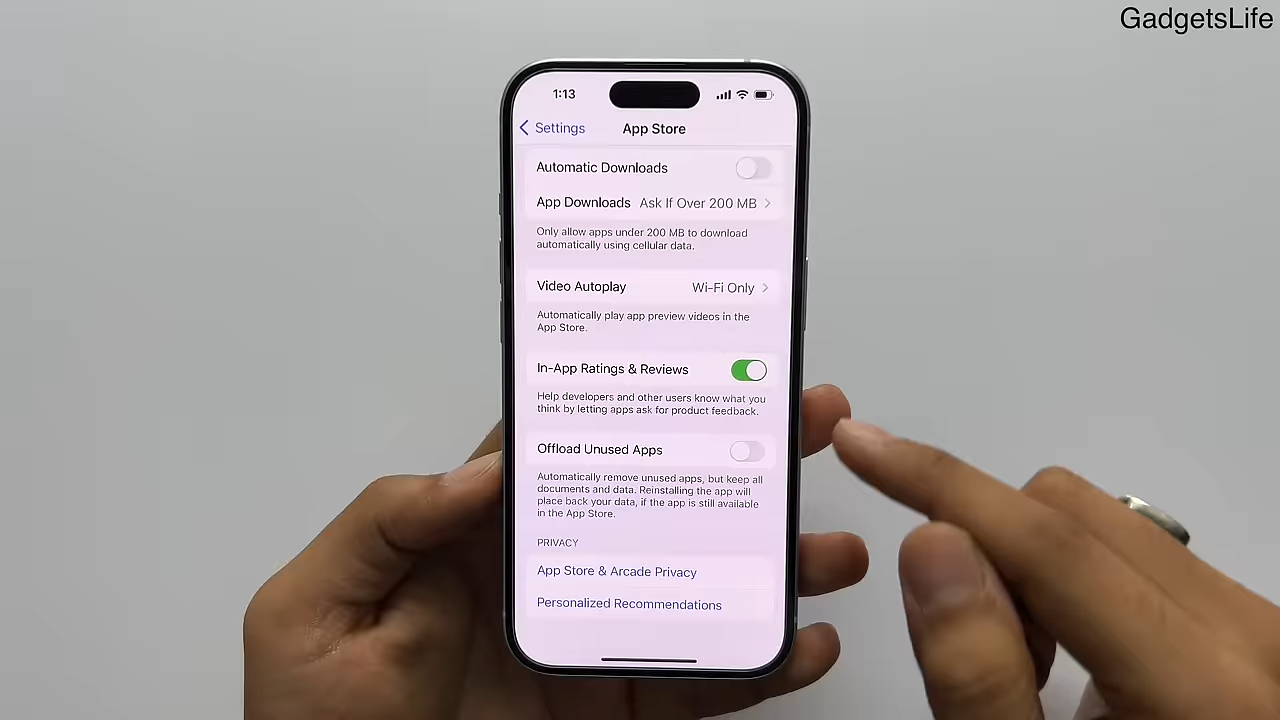 GadgetsLife
1:13
Settings
App Store
Automatic Downloads
App Downloads Ask If Over 200 MB
Only allow apps under 200 MB to download
automatically using cellular data.
Video Autoplay Wi-Fi Only
Automatically play app preview videos in the
App Store.
In-App Ratings & Reviews
Help developers and other users know what you
think by letting apps ask for product feedback.
Offload Unused Apps
Automatically remove unused apps, but keep all
documents and data. Reinstalling the app will
place back your data, if the app is still available
in the App Store.
PRIVACY
App Store & Arcade Privacy
Personalized Recommendations